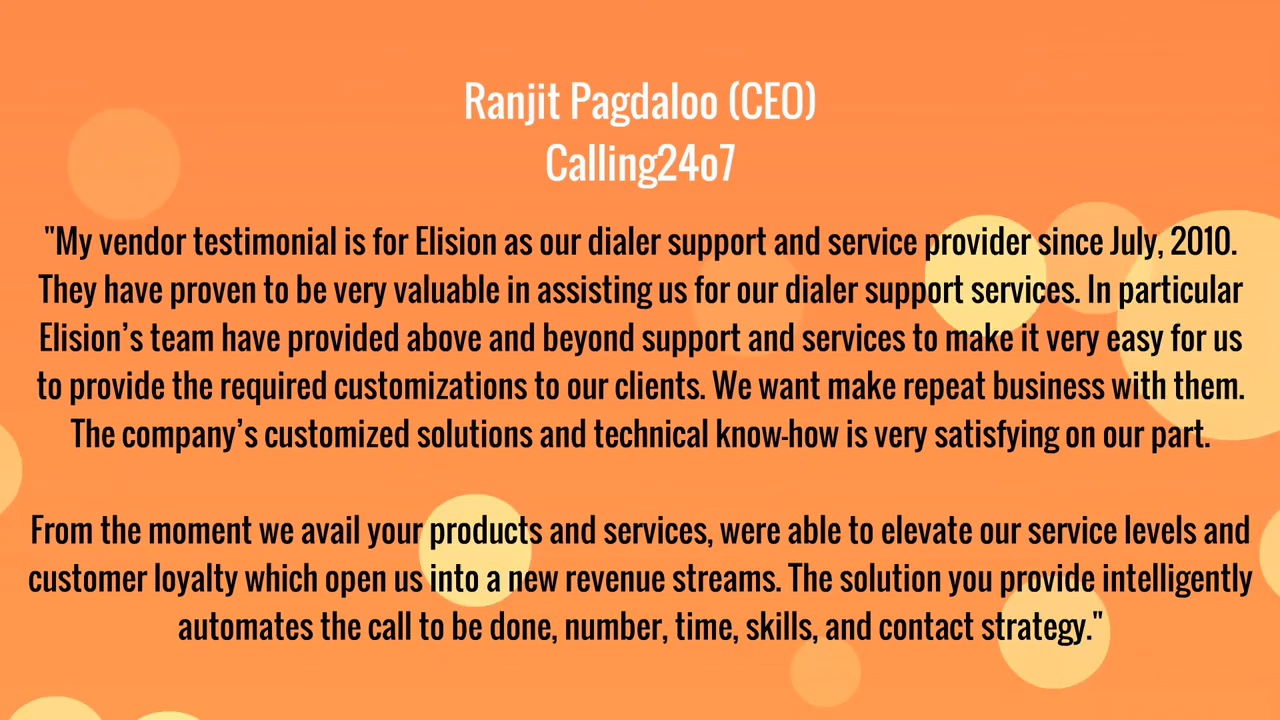 Ranjit Pagdaloo (CEO)
Calling24o7
"My vendor testimonial is for Elision as our dialer support and service provider since July, 2010.
They have proven to be very valuable in assisting us for our dialer support services. In particular
Elision’s team have provided above and beyond support and services to make it very easy for us
to provide the required customizations to our clients. We want make repeat business with them.
The company’s customized solutions and technical know-how is very satisfying on our part.
From the moment we avail your products and services, were able to elevate our service levels and
customer loyalty which open us into a new revenue streams. The solution you provide intelligently
automates the call to be done, number, time, skills, and contact strategy."